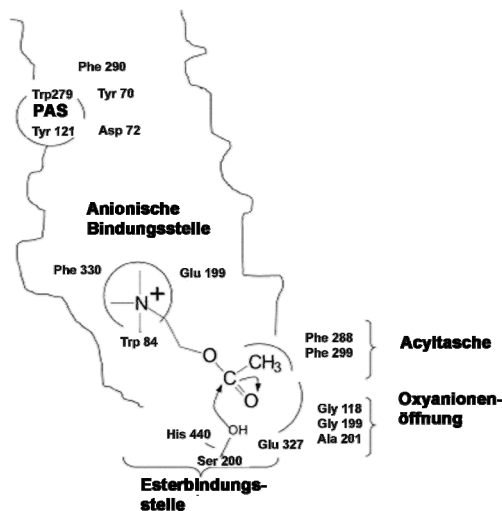 Phe 290
Trp279 Tyr 70
PAS
Tyr 121 Asp 72
Anionische
Bindungsstelle
Phe 330 Glu 199
N +
Trp 84
O
CH3
C
O
Phe 288
Phe 299
Acyltasche
Oxyanionen-
öffnung
Gly 118
Gly 199
Ala 201
OH
His 440
Glu 327
Ser 200
Esterbindungs-
stelle